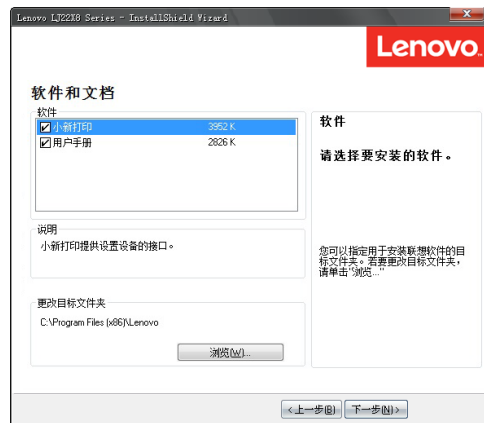 Lenovo LJ22X8 Series - InstallShield Wizard
Lenovo.
软件和文档
软件
小新打印 3952 K
用户手册 2826 K
说明
小新打印提供设置设备的接口。
更改目标文件夹
C:\Program Files (x86)\Lenovo
浏览(W)...
软件
请选择要安装的软件。
您可以指定用于安装联想软件的目
标文件夹。若要更改目标文件夹，
请单击"浏览..."
<上一步(B)
下一步(N)>